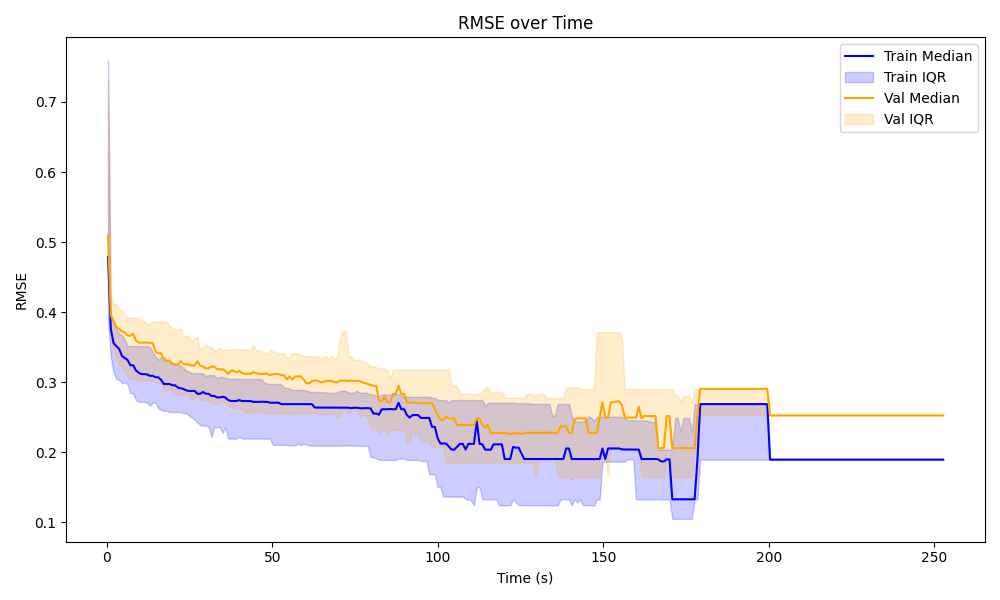 RMSE over Time
Train Median
Train IQR
Val Median
Val IQR
0.7
0.6
0.5
0.4
0.3
0.2
0.1
RMSE
0 50 100 150 200 250
Time (s)